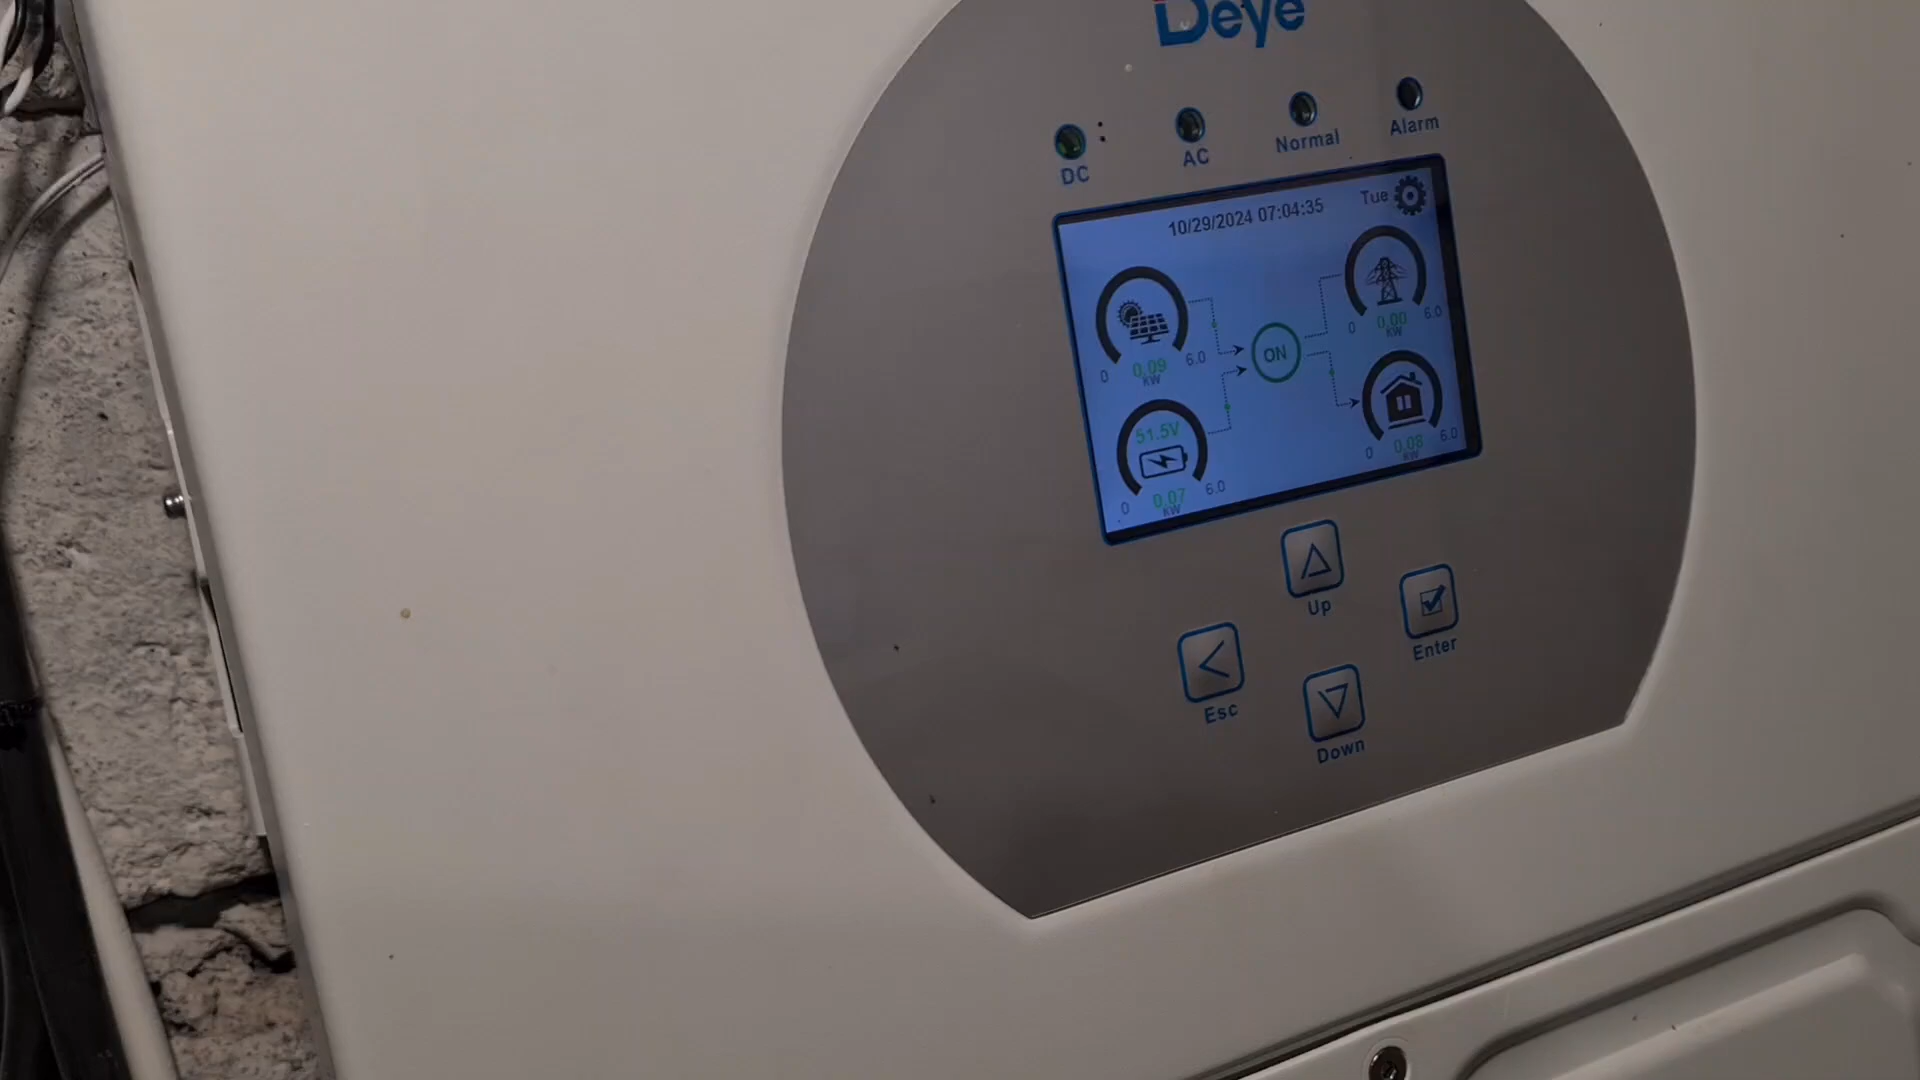 Deye
DC
AC
Normal
Alarm
10/29/2024 07:04:35
Tue
0
0.09
KW
6.0
ON
0
0.00
KW
6.0
51.5V
0
0.07
KW
6.0
0
0.08
KW
6.0
Up
Enter
Esc
Down